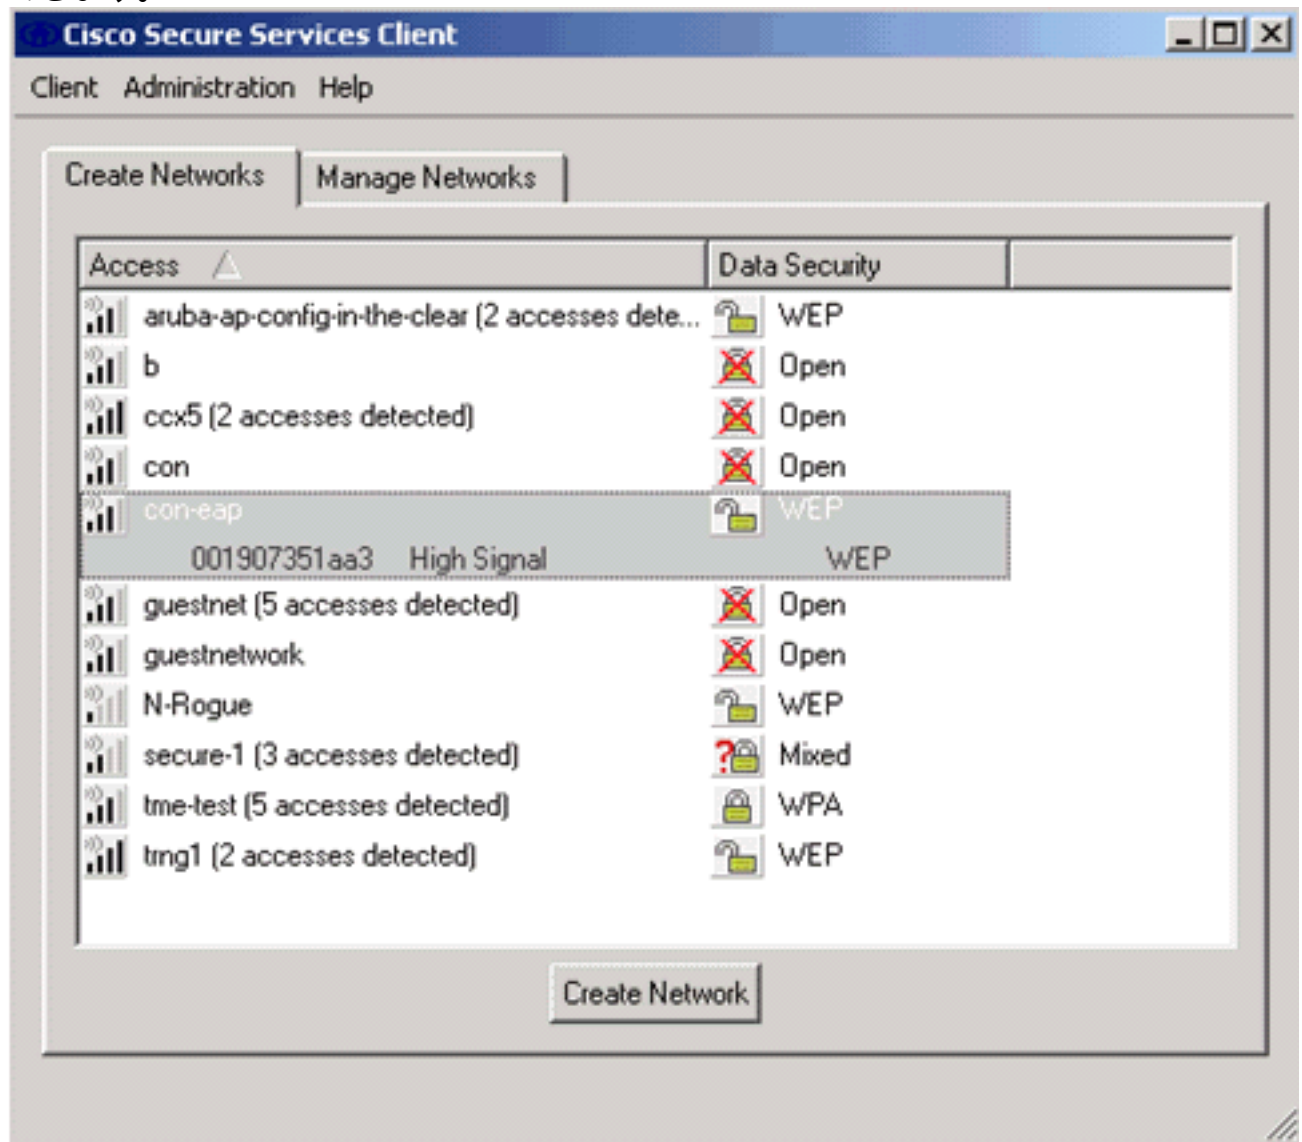 Cisco Secure Services Client
Client Administration Help
Create Networks Manage Networks
Access Data Security
aruba-ap-config-in-the-clear (2 accesses dete... WEP
b Open
ccx5 (2 accesses detected) Open
con Open
con-eap WEP
001907351aa3 High Signal WEP
guestnet (5 accesses detected) Open
guestnetwork Open
N-Rogue WEP
secure-1 (3 accesses detected) Mixed
tme-test (5 accesses detected) WPA
trng1 (2 accesses detected) WEP
Create Network